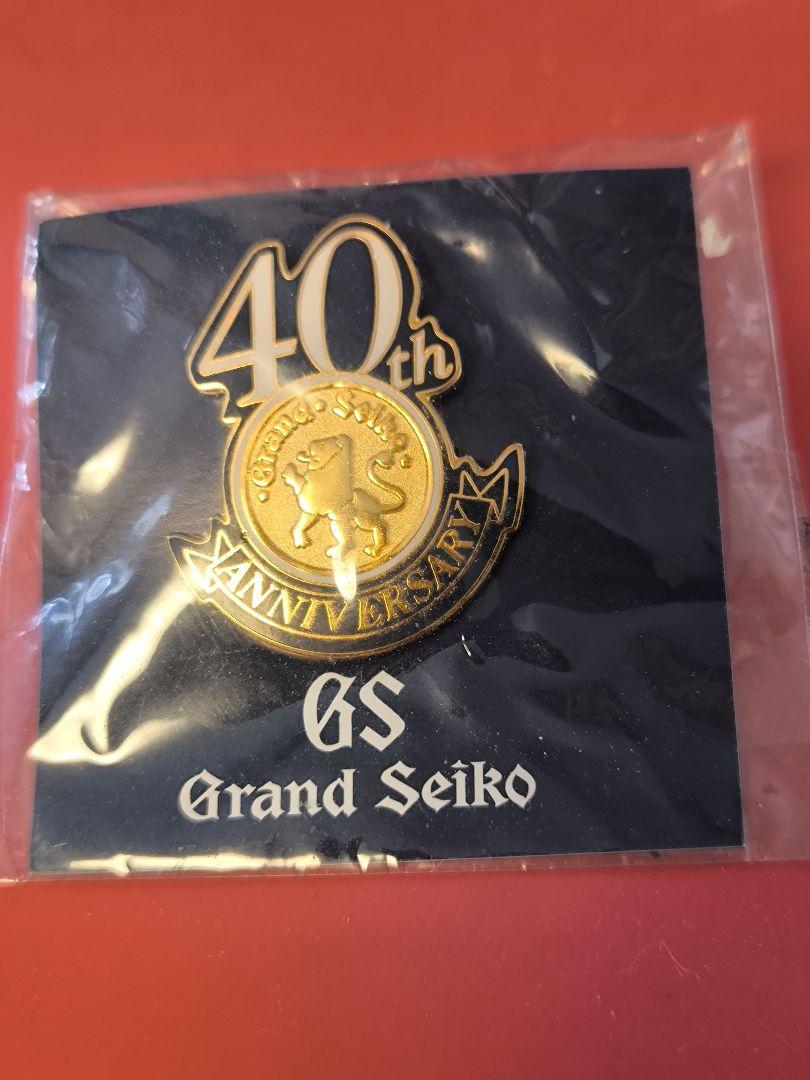 40th
·Grand·Seiko·
ANNIVERSARY
GS
Grand Seiko